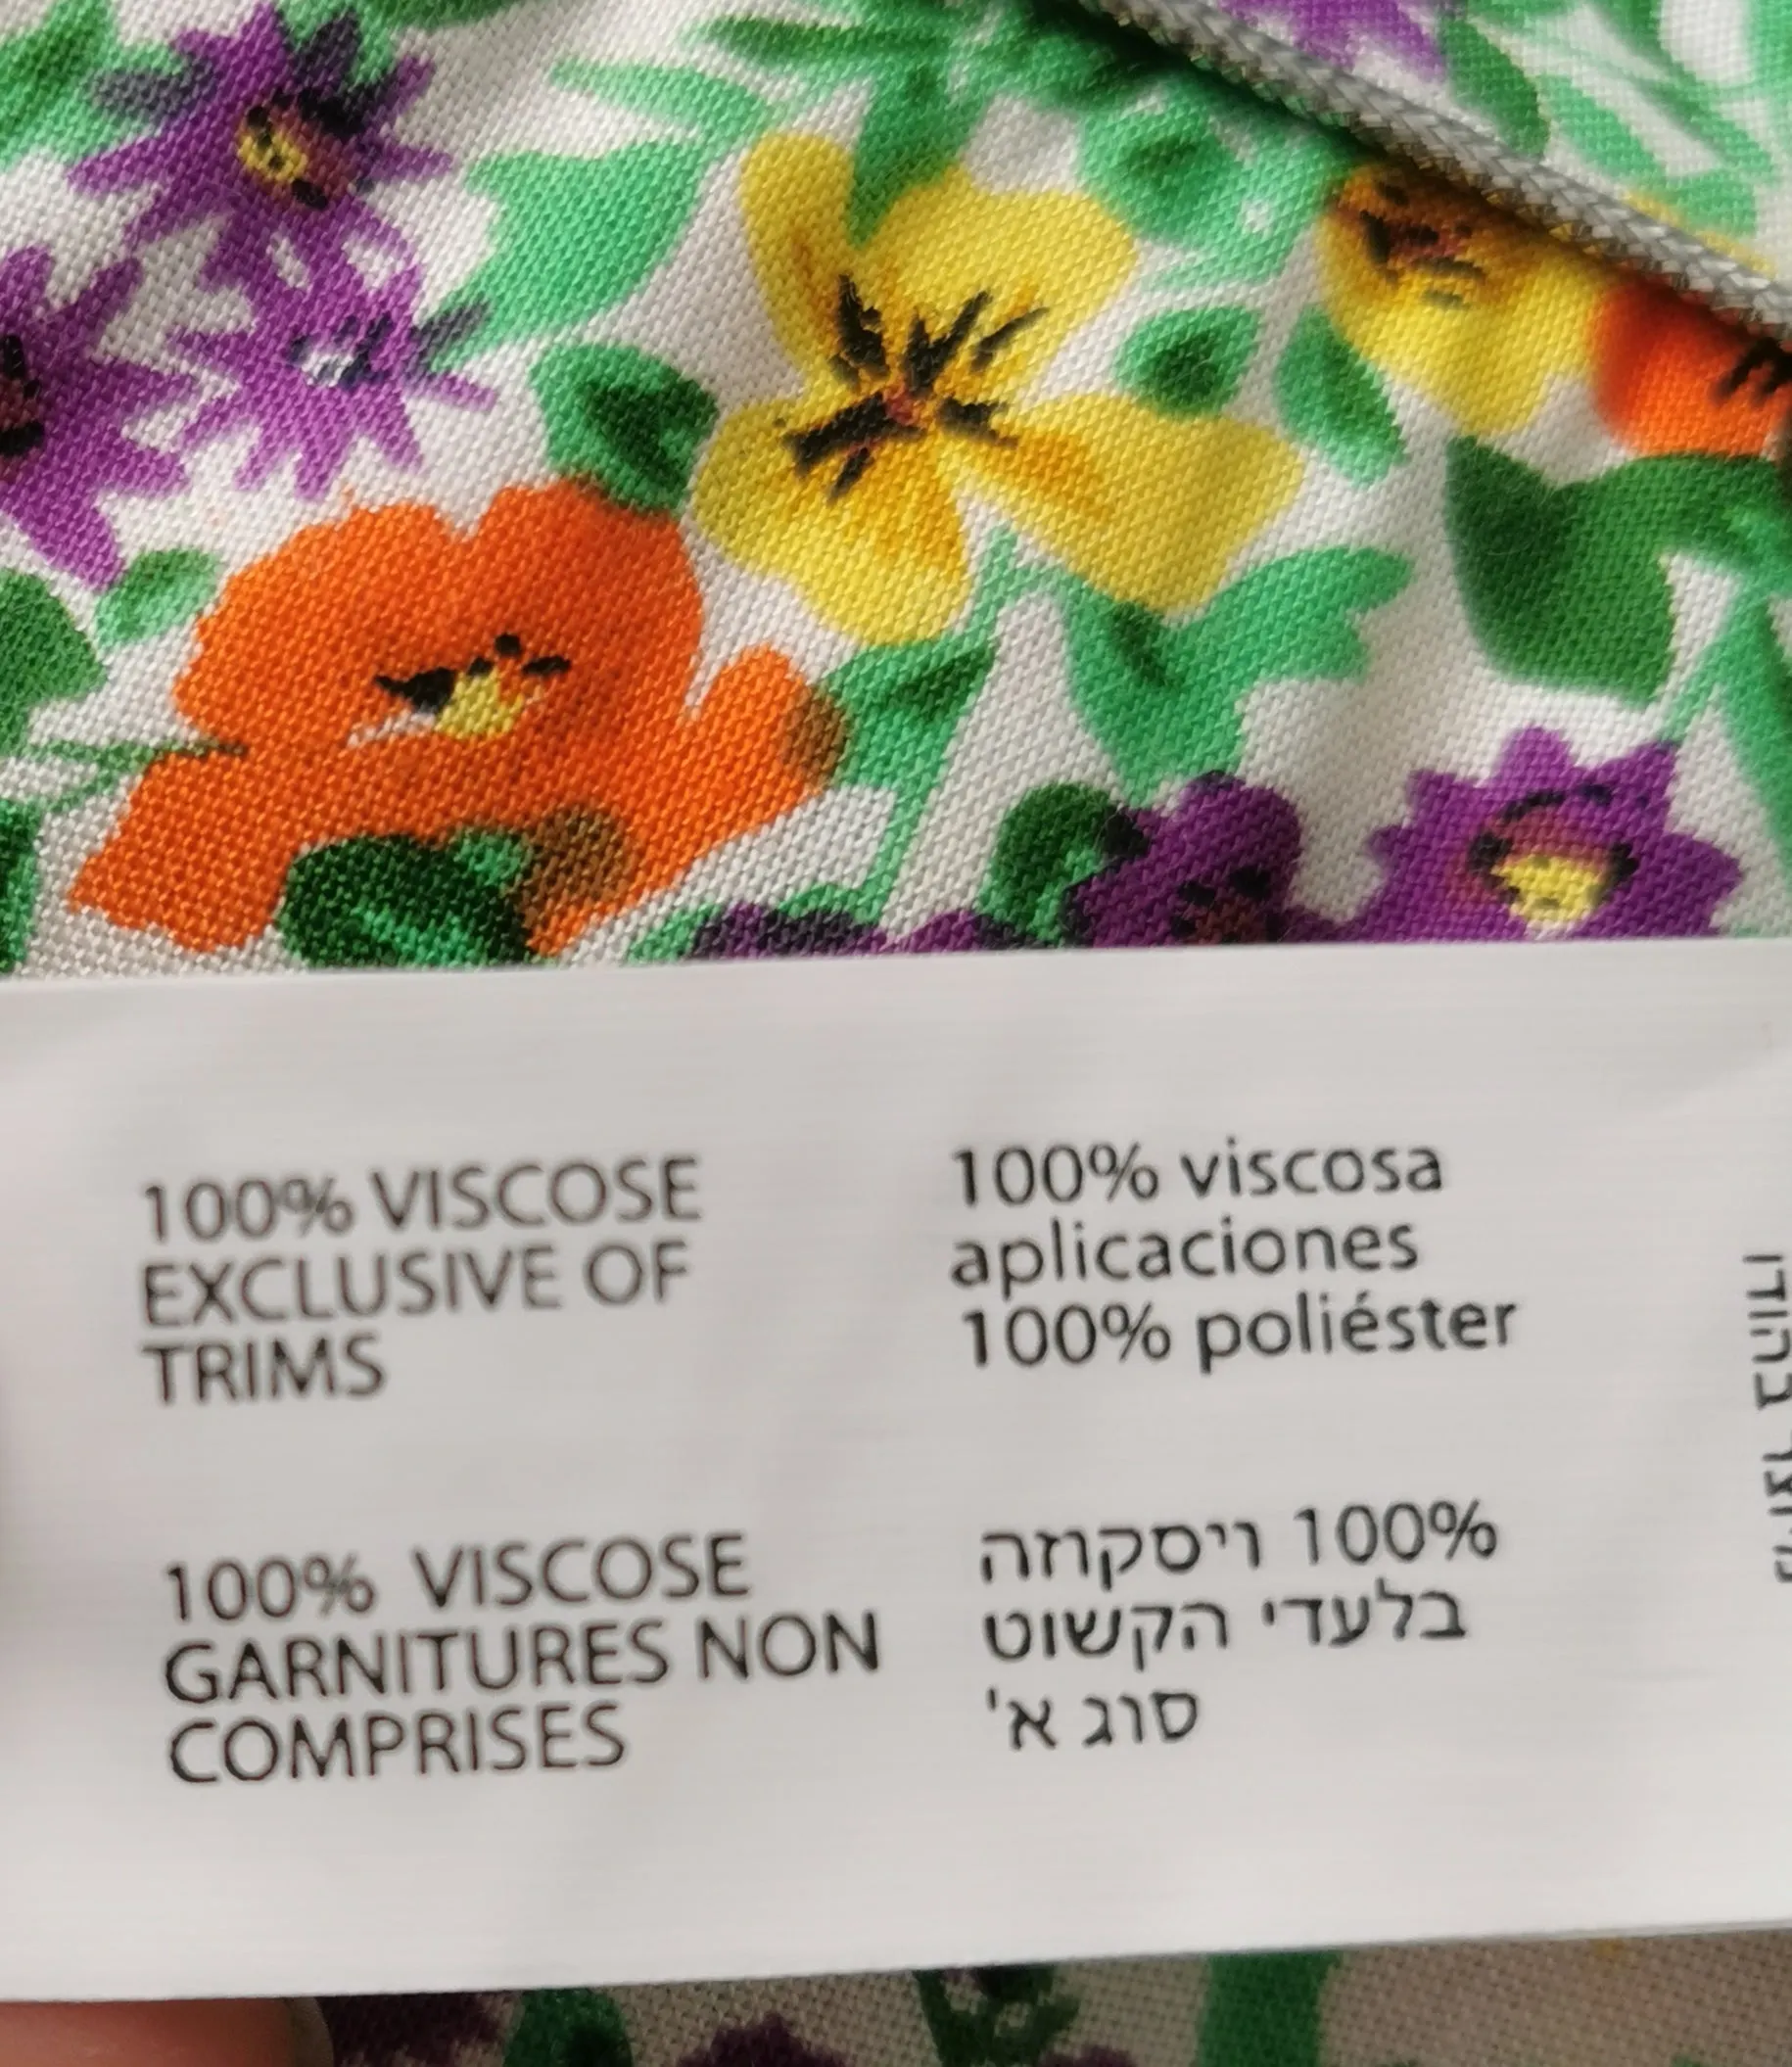 100% VISCOSE
EXCLUSIVE OF
TRIMS
100% VISCOSE
GARNITURES NON
COMPRISES
100% viscosa
aplicaciones
100% poliéster
100% ויסקוזה
בלעדי הקשוט
סוג א'
בהודו